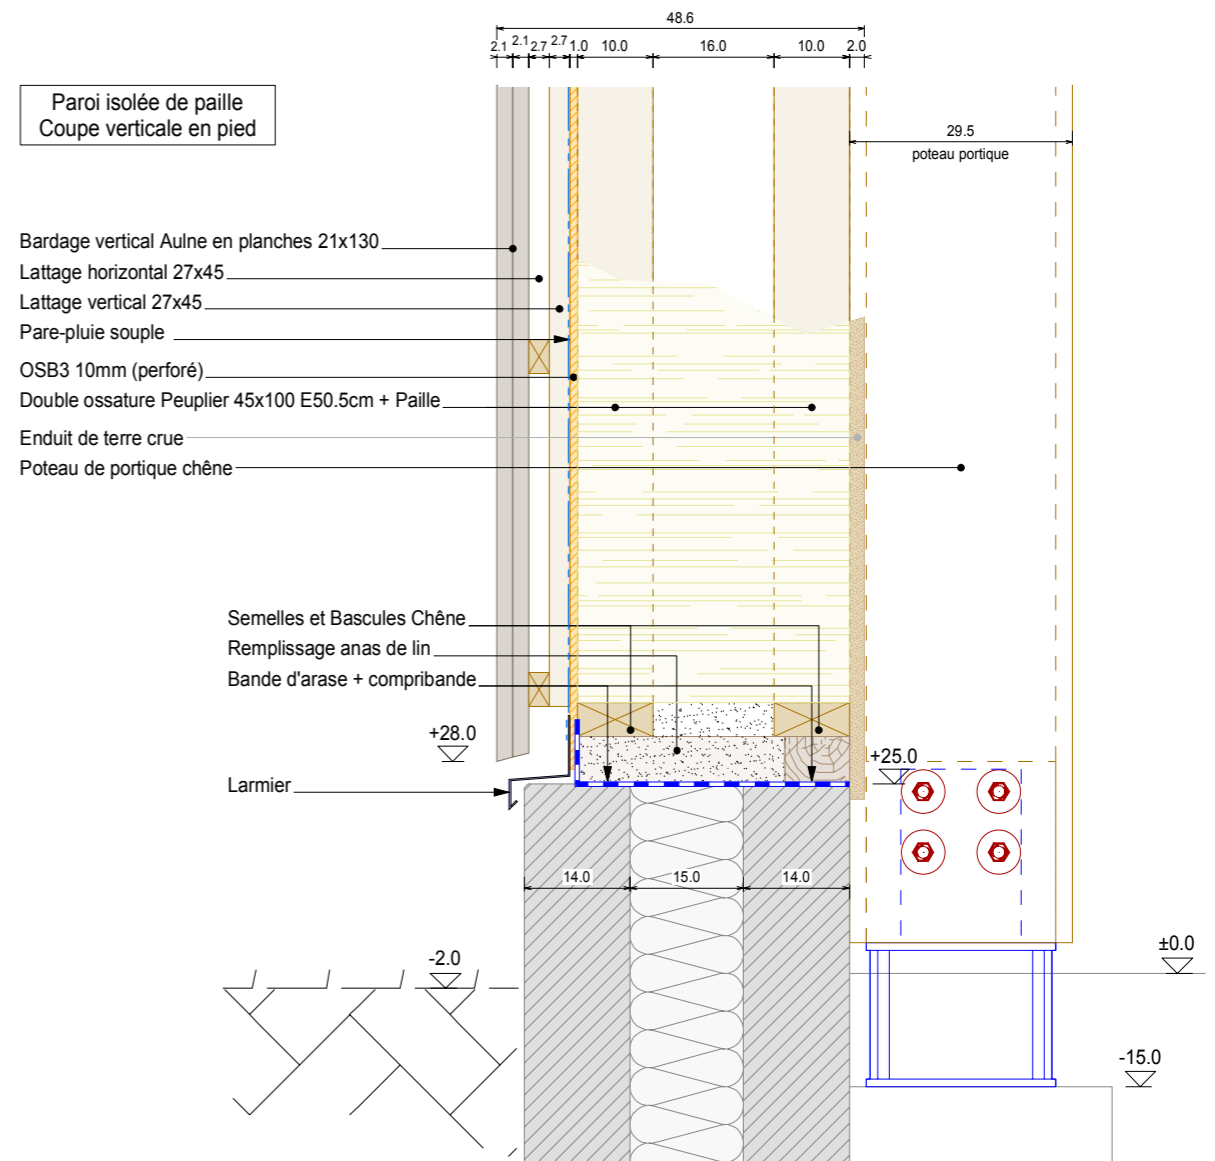 48.6
2.1 2.1 2.7 2.7 1.0 10.0 16.0 10.0 2.0
Paroi isolée de paille
Coupe verticale en pied
29.5
poteau portique
Bardage vertical Aulne en planches 21x130
Lattage horizontal 27x45
Lattage vertical 27x45
Pare-pluie souple
OSB3 10mm (perforé)
Double ossature Peuplier 45x100 E50.5cm + Paille
Enduit de terre crue
Poteau de portique chêne
Semelles et Bascules Chêne
Remplissage anas de lin
Bande d'arase + compribande
+28.0
+25.0
Larmier
14.0 15.0 14.0
-2.0
±0.0
-15.0